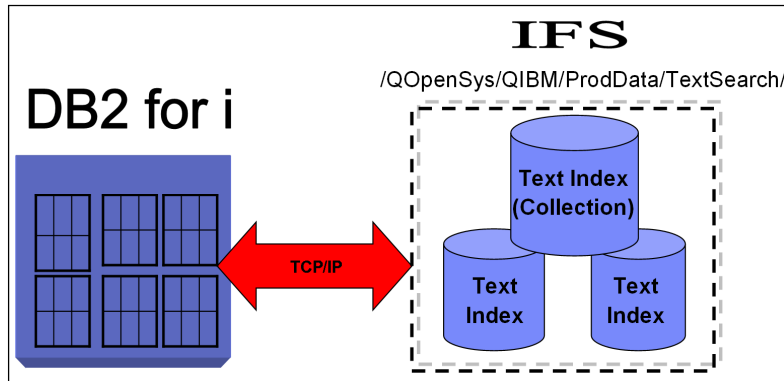 IFS
/QOpenSys/QIBM/ProdData/TextSearch/
DB2 for i
TCP/IP
Text Index
(Collection)
Text
Index
Text
Index